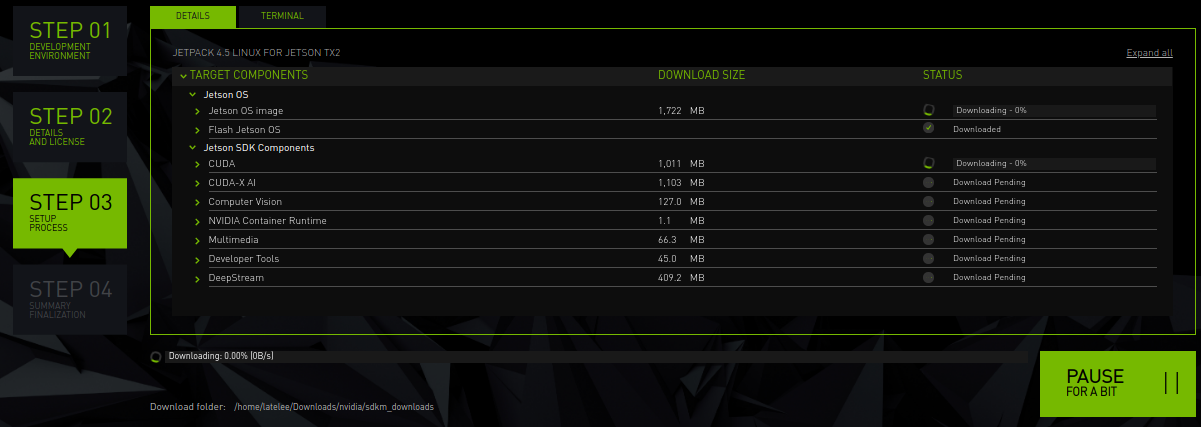 STEP 01
DEVELOPMENT
ENVIRONMENT
STEP 02
DETAILS
AND LICENSE
STEP 03
SETUP
PROCESS
STEP 04
SUMMARY
FINALIZATION
DETAILS TERMINAL
JETPACK 4.5 LINUX FOR JETSON TX2 Expand all
TARGET COMPONENTS DOWNLOAD SIZE STATUS
Jetson OS
Jetson OS image 1,722 MB Downloading - 0%
Flash Jetson OS Downloaded
Jetson SDK Components
CUDA 1,011 MB Downloading - 0%
CUDA-X AI 1,103 MB Download Pending
Computer Vision 127.0 MB Download Pending
NVIDIA Container Runtime 1.1 MB Download Pending
Multimedia 66.3 MB Download Pending
Developer Tools 45.0 MB Download Pending
DeepStream 409.2 MB Download Pending
Downloading: 0.00% (0B/s)
PAUSE
FOR A BIT
Download folder: /home/latelee/Downloads/nvidia/sdkm_downloads